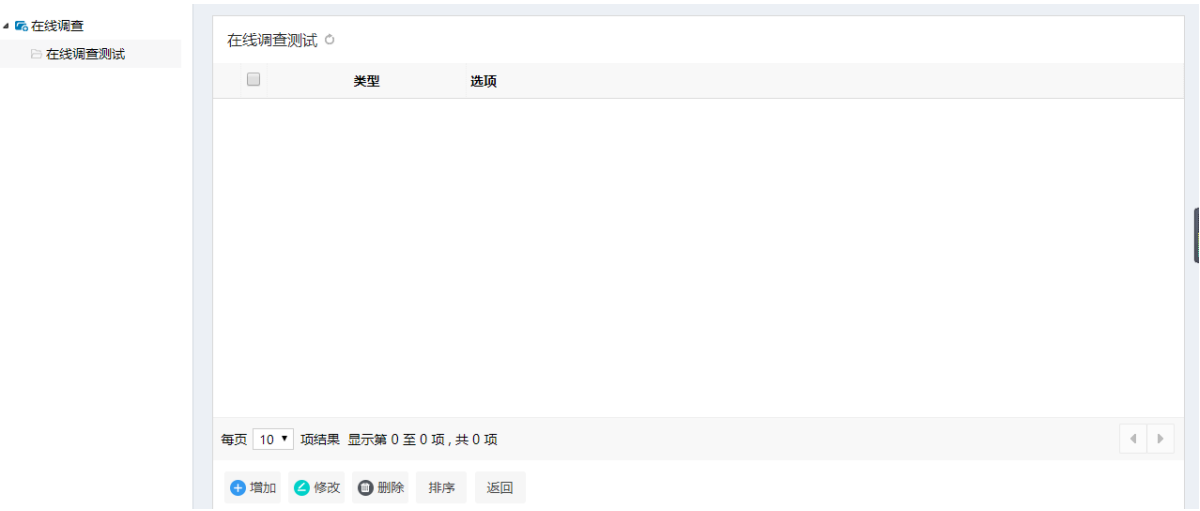 在线调查
在线调查测试
在线调查测试
类型 选项
每页 10 项结果 显示第 0 至 0 项 , 共 0 项
增加 修改 删除 排序 返回